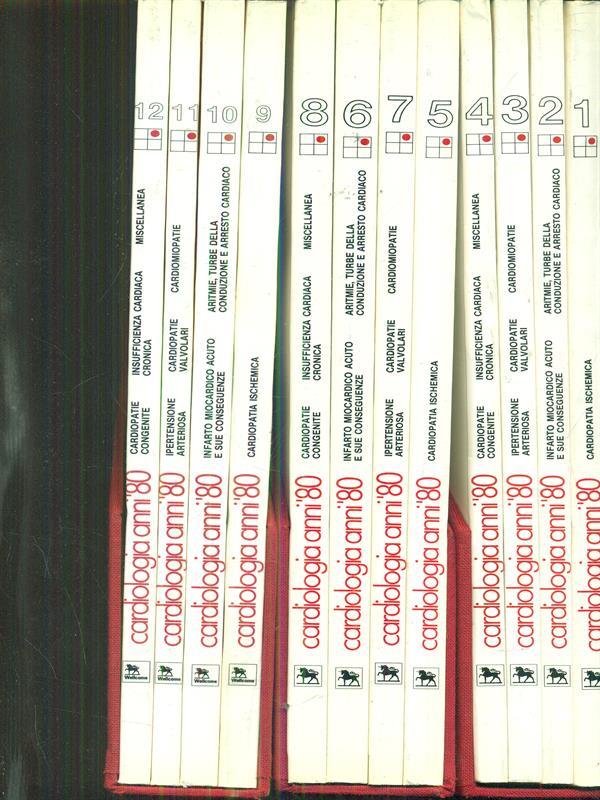 12
CARDIOPATIE CONGENITE
INSUFFICIENZA CARDIACA CRONICA
MISCELLANEA
cardiologia anni '80
Wellcome
11
IPERTENSIONE ARTERIOSA
CARDIOPATIE VALVOLARI
CARDIOMIOPATIE
cardiologia anni '80
Wellcome
10
INFARTO MIOCARDICO ACUTO E SUE CONSEGUENZE
ARITMIE, TURBE DELLA CONDUZIONE E ARRESTO CARDIACO
cardiologia anni '80
Wellcome
9
CARDIOPATIA ISCHEMICA
cardiologia anni '80
Wellcome
8
CARDIOPATIE CONGENITE
INSUFFICIENZA CARDIACA CRONICA
MISCELLANEA
cardiologia anni '80
6
INFARTO MIOCARDICO ACUTO E SUE CONSEGUENZE
ARITMIE, TURBE DELLA CONDUZIONE E ARRESTO CARDIACO
cardiologia anni '80
7
IPERTENSIONE ARTERIOSA
CARDIOPATIE VALVOLARI
CARDIOMIOPATIE
cardiologia anni '80
5
CARDIOPATIA ISCHEMICA
cardiologia anni '80
4
CARDIOPATIE CONGENITE
INSUFFICIENZA CARDIACA CRONICA
MISCELLANEA
cardiologia anni '80
3
IPERTENSIONE ARTERIOSA
CARDIOPATIE VALVOLARI
CARDIOMIOPATIE
cardiologia anni '80
2
INFARTO MIOCARDICO ACUTO E SUE CONSEGUENZE
ARITMIE, TURBE DELLA CONDUZIONE E ARRESTO CARDIACO
cardiologia anni '80
1
CARDIOPATIA ISCHEMICA
cardiologia anni '80